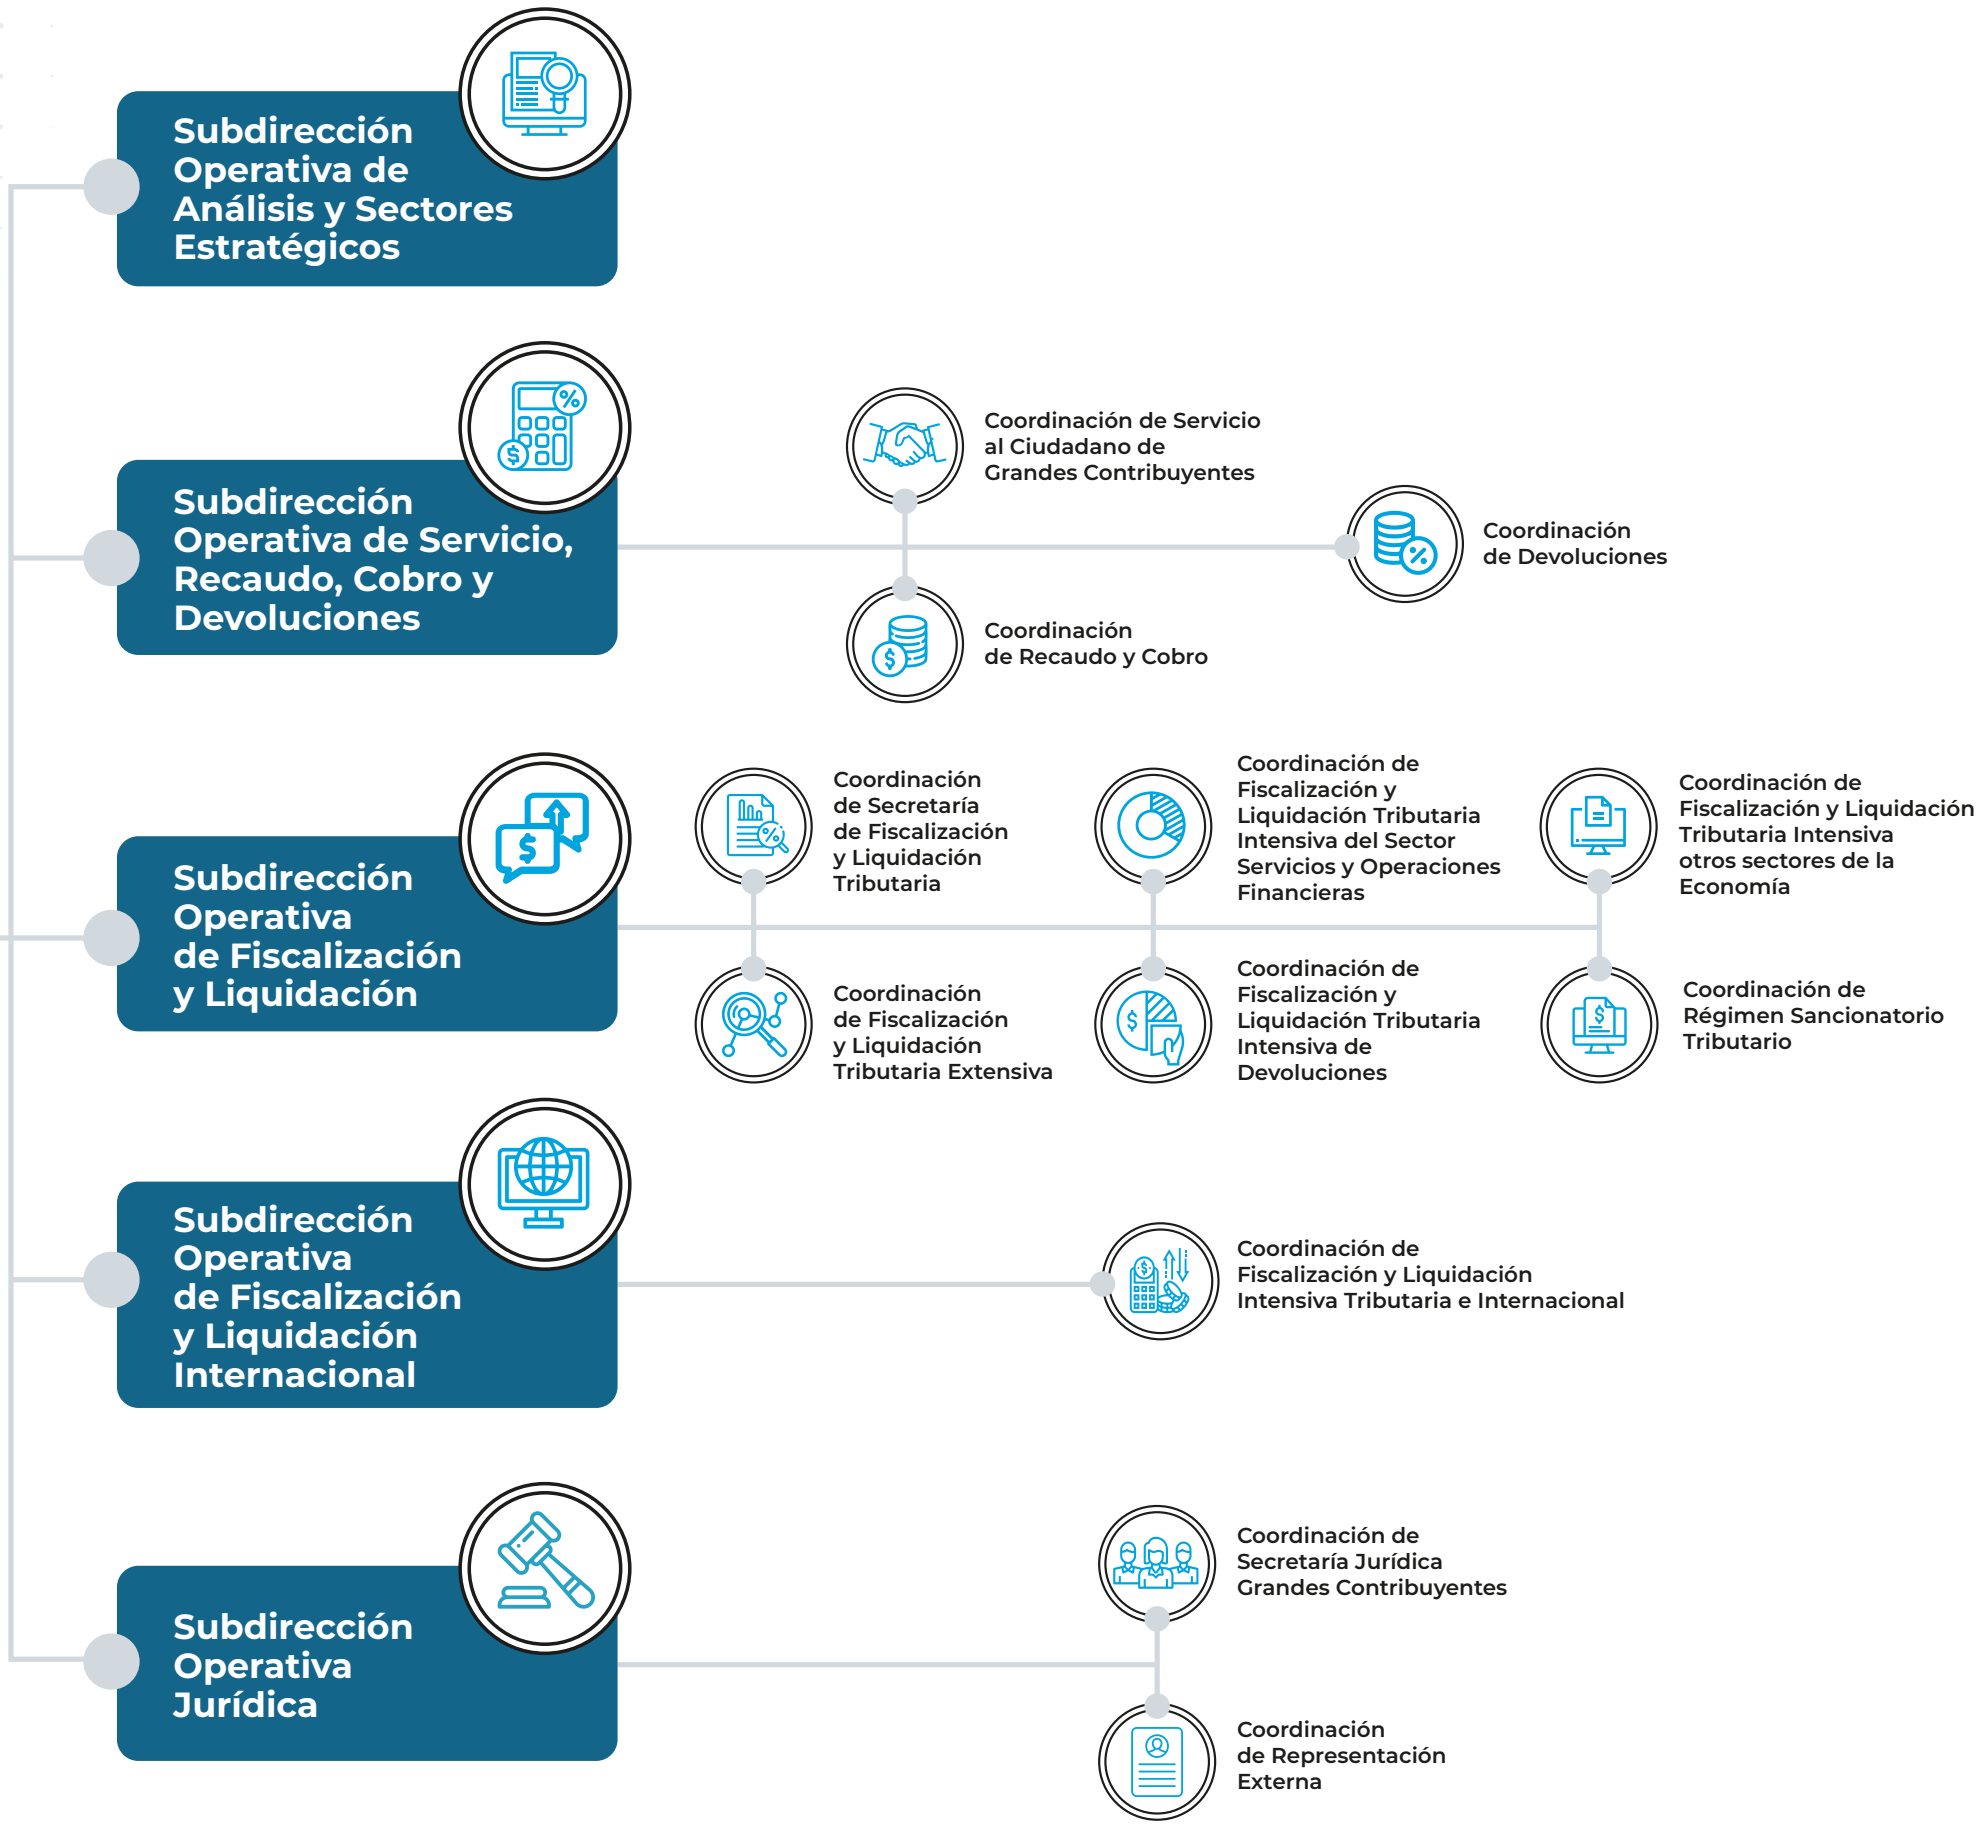 Subdirección
Operativa de
Análisis y Sectores
Estratégicos
Subdirección
Operativa de Servicio,
Recaudo, Cobro y
Devoluciones
Coordinación de Servicio
al Ciudadano de
Grandes Contribuyentes
Coordinación
de Devoluciones
Coordinación
de Recaudo y Cobro
Subdirección
Operativa
de Fiscalización
y Liquidación
Coordinación
de Secretaría
de Fiscalización
y Liquidación
Tributaria
Coordinación de
Fiscalización y
Liquidación Tributaria
Intensiva del Sector
Servicios y Operaciones
Financieras
Coordinación de
Fiscalización y Liquidación
Tributaria Intensiva
otros sectores de la
Economía
Coordinación
de Fiscalización
y Liquidación
Tributaria Extensiva
Coordinación de
Fiscalización y
Liquidación Tributaria
Intensiva de
Devoluciones
Coordinación de
Régimen Sancionatorio
Tributario
Subdirección
Operativa
de Fiscalización
y Liquidación
Internacional
Coordinación de
Fiscalización y Liquidación
Intensiva Tributaria e Internacional
Subdirección
Operativa
Jurídica
Coordinación de
Secretaría Jurídica
Grandes Contribuyentes
Coordinación
de Representación
Externa